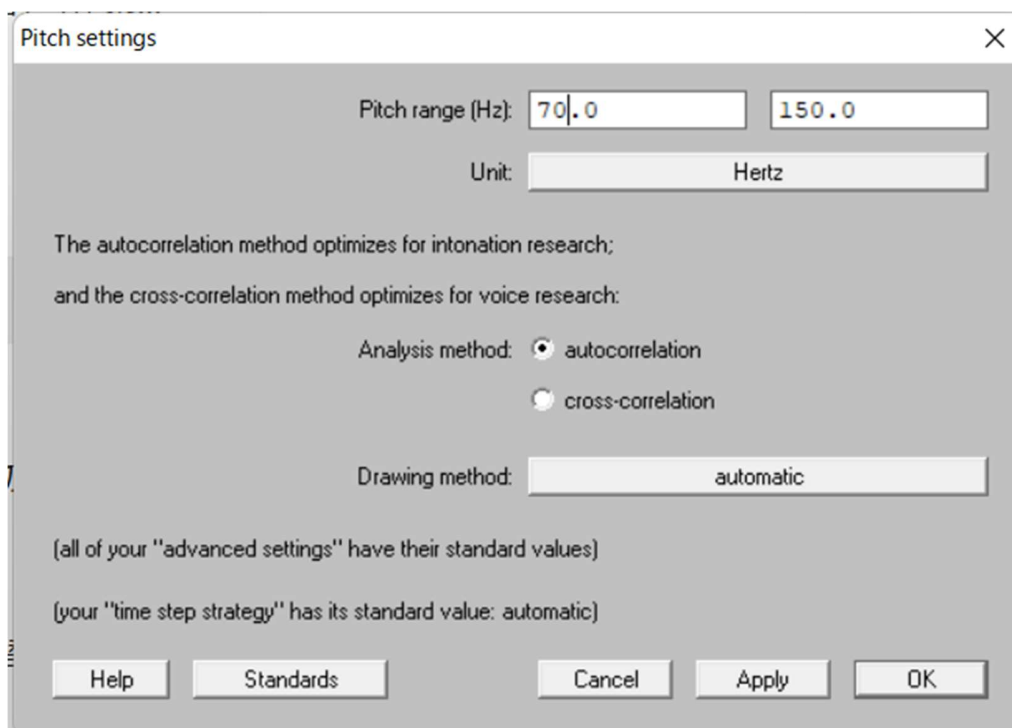 Pitch settings
Pitch range (Hz): 70.0 150.0
Unit: Hertz
The autocorrelation method optimizes for intonation research;
and the cross-correlation method optimizes for voice research:
Analysis method: autocorrelation
cross-correlation
Drawing method: automatic
(all of your "advanced settings" have their standard values)
(your "time step strategy" has its standard value: automatic)
Help Standards Cancel Apply OK